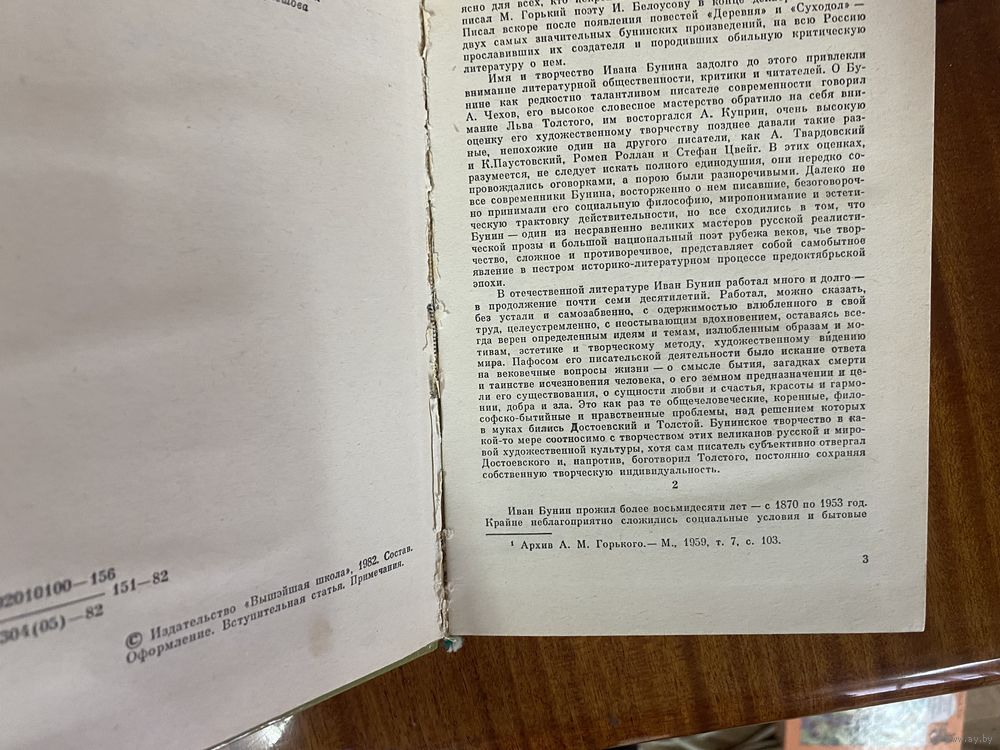 шова
02010100—156
304(05)—82
151—82
© Издательство «Вышэйшая школа», 1982. Состав.
Оформление. Вступительная статья. Примечания.
ясно для всех, кто
писал М. Горький поэту И. Белоусову в конце
Писал вскоре после появления повестей «Деревня» и «Суходол» —
двух самых значительных бунинских произведений, на всю Россию
прославивших их создателя и породивших обильную критическую
литературу о нем.
Имя и творчество Ивана Бунина задолго до этого привлекли
внимание литературной общественности, критики и читателей. О Бу-
нине как редкостно талантливом писателе современности говорил
А. Чехов, его высокое словесное мастерство обратило на себя вни-
мание Льва Толстого, им восторгался А. Куприн, очень высокую
оценку его художественному творчеству позднее давали такие раз-
ные, непохожие один на другого писатели, как А. Твардовский
и К.Паустовский, Ромен Роллан и Стефан Цвейг. В этих оценках,
разумеется, не следует искать полного единодушия, они нередко со-
провождались оговорками, а порою были разноречивыми. Далеко не
все современники Бунина, восторженно о нем писавшие, безоговороч-
но принимали его социальную философию, миропонимание и эстети-
ческую трактовку действительности, но все сходились в том, что
Бунин — один из несравненно великих мастеров русской реалисти-
ческой прозы и большой национальный поэт рубежа веков, чье твор-
чество, сложное и противоречивое, представляет собой самобытное
явление в пестром историко-литературном процессе предоктябрьской
эпохи.
В отечественной литературе Иван Бунин работал много и долго —
в продолжение почти семи десятилетий. Работал, можно сказать,
без устали и самозабвенно, с одержимостью влюбленного в свой
труд, целеустремленно, с неостывающим вдохновением, оставаясь все-
гда верен определенным идеям и темам, излюбленным образам и мо-
тивам, эстетике и творческому методу, художественному ви́дению
мира. Пафосом его писательской деятельности было искание ответа
на вековечные вопросы жизни — о смысле бытия, загадках смерти
и таинстве исчезновения человека, о его земном предназначении и це-
ли его существования, о сущности любви и счастья, красоты и гармо-
нии, добра и зла. Это как раз те общечеловеческие, коренные, фило-
софско-бытийные и нравственные проблемы, над решением которых
в муках бились Достоевский и Толстой. Бунинское творчество в ка-
кой-то мере соотносимо с творчеством этих великанов русской и миро-
вой художественной культуры, хотя сам писатель субъективно отвергал
Достоевского и, напротив, боготворил Толстого, постоянно сохраняя
собственную творческую индивидуальность.
2
Иван Бунин прожил более восьмидесяти лет — с 1870 по 1953 год.
Крайне неблагоприятно сложились социальные условия и бытовые
¹ Архив А. М. Горького.— М., 1959, т. 7, с. 103.
3
www.ay.by